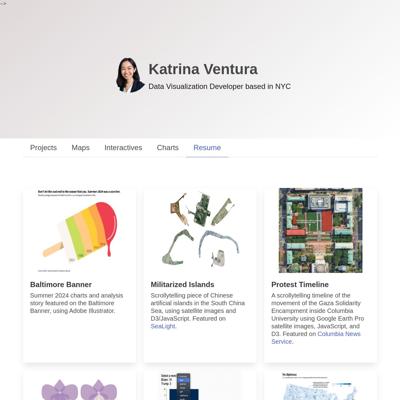 -->
Katrina Ventura
Data Visualization Developer based in NYC
Projects
Maps
Interactives
Charts
Resume
Baltimore Banner
Summer 2024 charts and analysis
story featured on the Baltimore
Banner, using Adobe Illustrator.
Militarized Islands
Scrollytelling piece of Chinese
artificial islands in the South China
Sea, using satellite images and
D3/JavaScript. Featured on
SeaLight.
Protest Timeline
A scrollytelling timeline of the
movement of the Gaza Solidarity
Encampment inside Columbia
University using Google Earth Pro
satellite images, JavaScript, and
D3. Featured on Columbia News
Service.